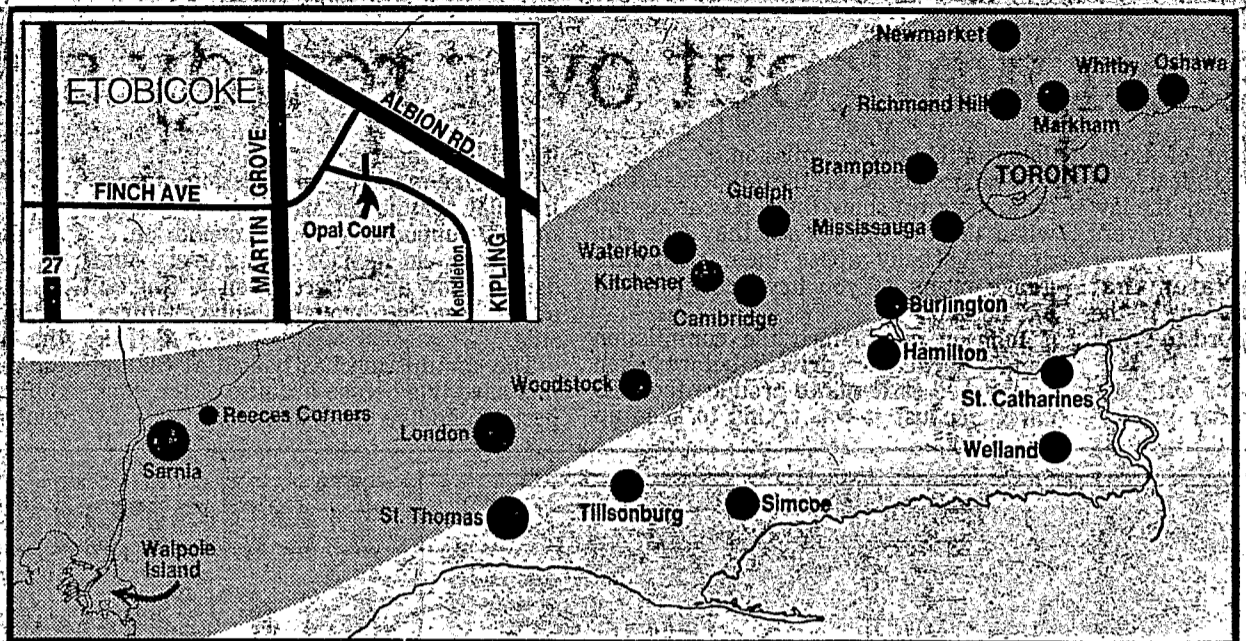 ETOBICOKE
ALBION RD.
MARTIN GROVE
FINCH AVE
Opal Court
27
Kendleton
KIPLING
Newmarket
Whitby
Oshawa
Richmond Hill
Markham
Brampton
TORONTO
Guelph
Mississauga
Waterloo
Kitchener
Cambridge
Burlington
Hamilton
Woodstock
St. Catharines
Reeces Corners
London
Welland
Sarnia
St. Thomas
Tillsonburg
Simcoe
Walpole
Island